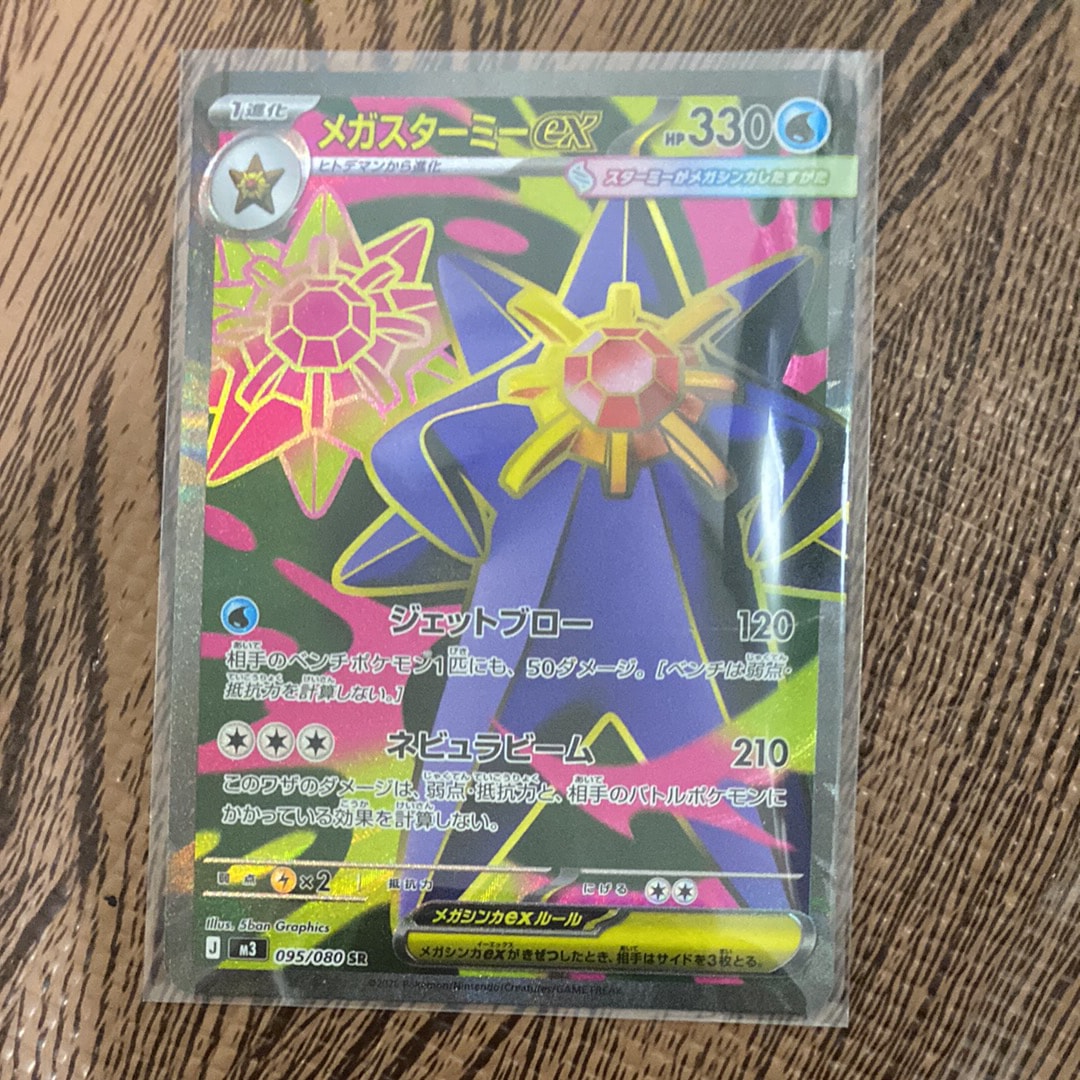 1進化
メガスターミーex
HP 330
ヒトデマンから進化
スターミーがメガシンカしたすがた
ジェットブロー 120
相手のベンチポケモン1匹にも、50ダメージ。[ベンチは弱点・
抵抗力を計算しない。]
ネビュラビーム 210
このワザのダメージは、弱点・抵抗力と、相手のバトルポケモンに
かかっている効果を計算しない。
弱点 ×2 抵抗力 にげる
Illus. 5ban Graphics
メガシンカexルール
J M3 095/080 SR
メガシンカexがきぜつしたとき、相手はサイドを3枚とる。
Pokémon/Nintendo/Creatures/GAME FREAK